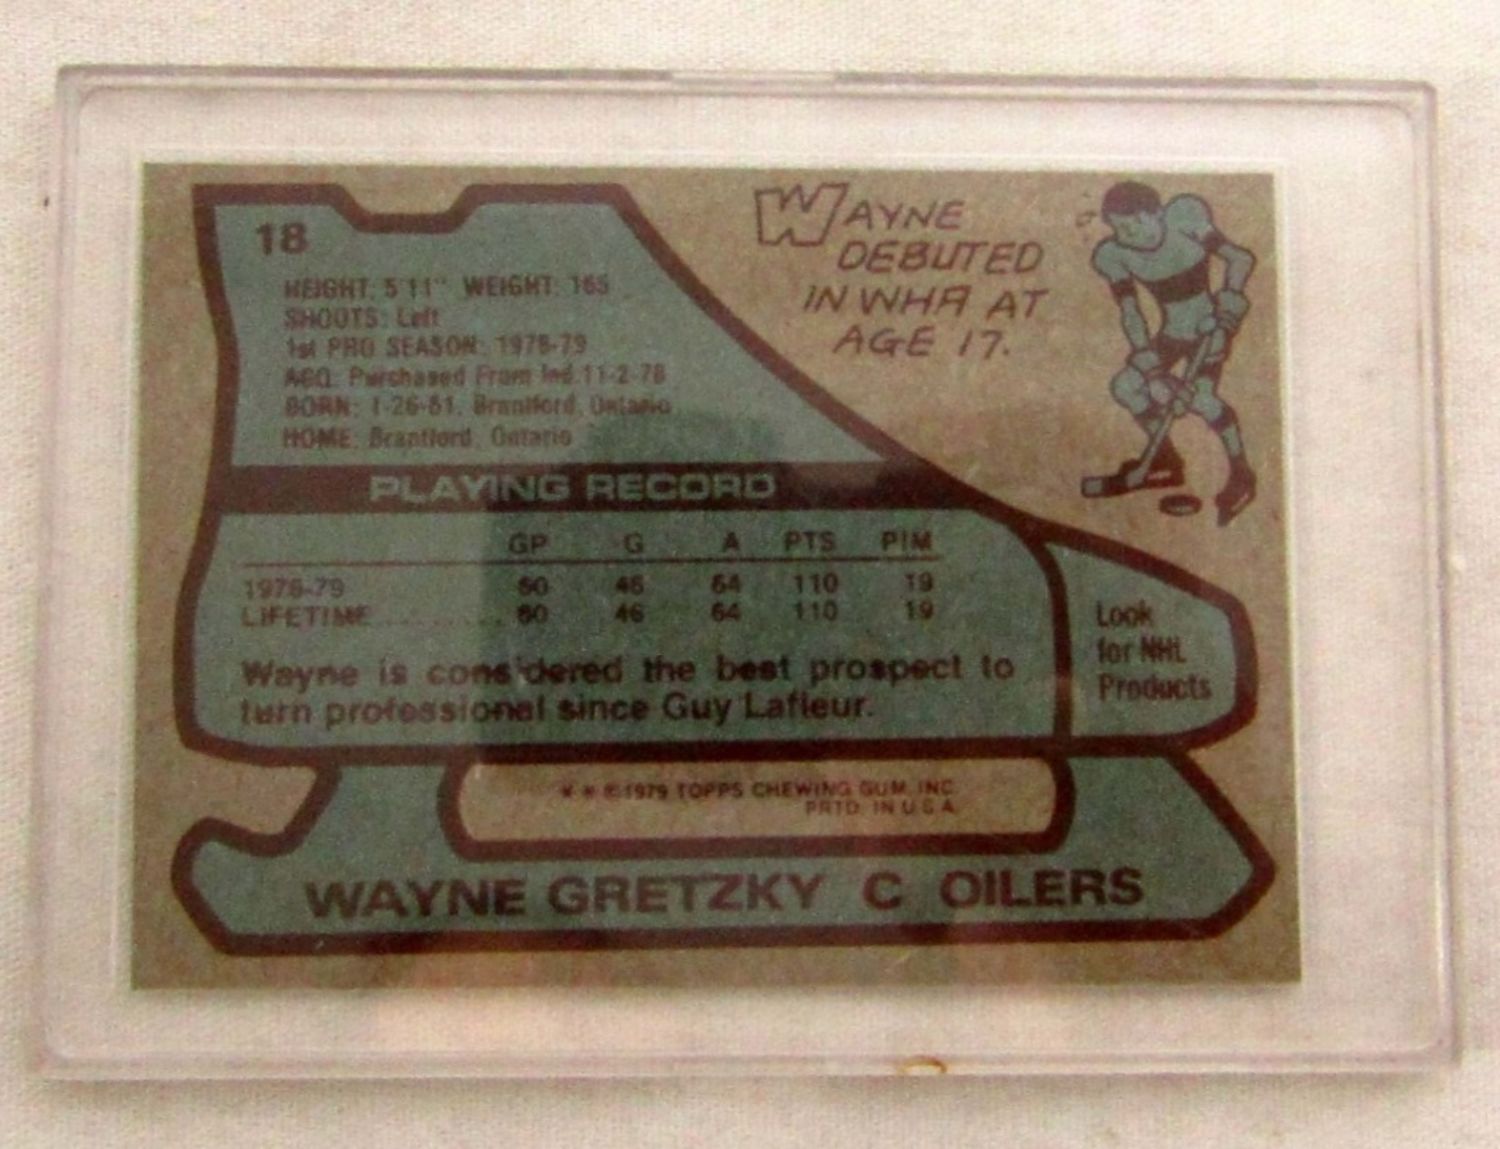 18
HEIGHT: 5'11" WEIGHT: 165
SHOOTS: Left
1st PRO SEASON: 1978-79
ACQ: Purchased From Ind. 11-2-78
BORN: 1-26-61, Brantford, Ontario
HOME: Brantford, Ontario
WAYNE
DEBUTED
IN WHA AT
AGE 17.
PLAYING RECORD
GP G A PTS PIM
1978-79 80 46 64 110 19
LIFETIME.......... 80 46 64 110 19
Wayne is considered the best prospect to
turn professional since Guy Lafleur.
Look
for NHL
Products
* * ©1979 TOPPS CHEWING GUM, INC.
PRTD. IN U.S.A.
WAYNE GRETZKY C OILERS